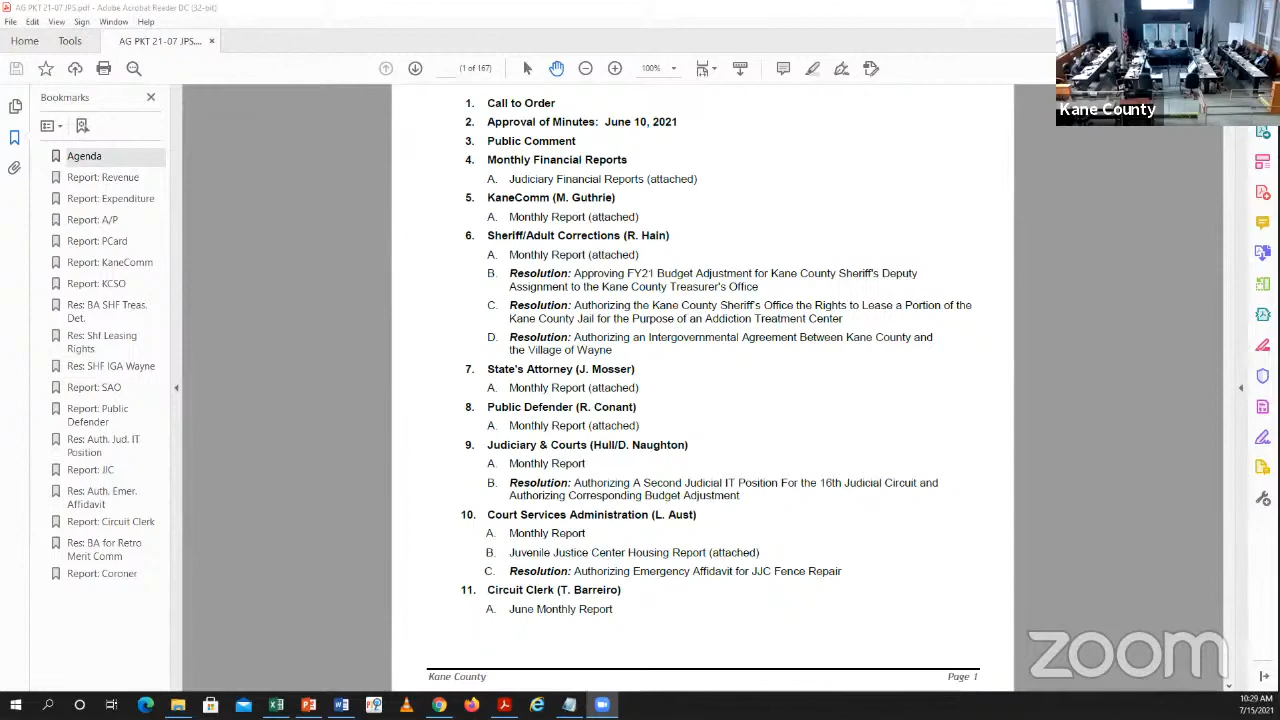 AG PKT 21-07 JPS.pdf - Adobe Acrobat Reader DC (32-bit)
File Edit View Sign Window Help
Home Tools AG PKT 21-07 JPS.... ×
(1 of 167) 100%
Kane County
Bookmarks
Agenda
Report: Revenue
Report: Expenditure
Report: A/P
Report: PCard
Report: KaneComm
Report: KCSO
Res: BA SHF Treas.
Det.
Res: Shf Leasing
Rights
Res: SHF IGA Wayne
Report: SAO
Report: Public
Defender
Res: Auth. Jud. IT
Position
Report: JJC
Res: Auth. Emer.
Affidavit
Report: Circuit Clerk
Res: BA for Retro
Merit Comm
Report: Coroner
1. Call to Order
2. Approval of Minutes: June 10, 2021
3. Public Comment
4. Monthly Financial Reports
A. Judiciary Financial Reports (attached)
5. KaneComm (M. Guthrie)
A. Monthly Report (attached)
6. Sheriff/Adult Corrections (R. Hain)
A. Monthly Report (attached)
B. Resolution: Approving FY21 Budget Adjustment for Kane County Sheriff's Deputy
Assignment to the Kane County Treasurer's Office
C. Resolution: Authorizing the Kane County Sheriff's Office the Rights to Lease a Portion of the
Kane County Jail for the Purpose of an Addiction Treatment Center
D. Resolution: Authorizing an Intergovernmental Agreement Between Kane County and
the Village of Wayne
7. State's Attorney (J. Mosser)
A. Monthly Report (attached)
8. Public Defender (R. Conant)
A. Monthly Report (attached)
9. Judiciary & Courts (Hull/D. Naughton)
A. Monthly Report
B. Resolution: Authorizing A Second Judicial IT Position For the 16th Judicial Circuit and
Authorizing Corresponding Budget Adjustment
10. Court Services Administration (L. Aust)
A. Monthly Report
B. Juvenile Justice Center Housing Report (attached)
C. Resolution: Authorizing Emergency Affidavit for JJC Fence Repair
11. Circuit Clerk (T. Barreiro)
A. June Monthly Report
Kane County Page 1
zoom
10:29 AM
7/15/2021